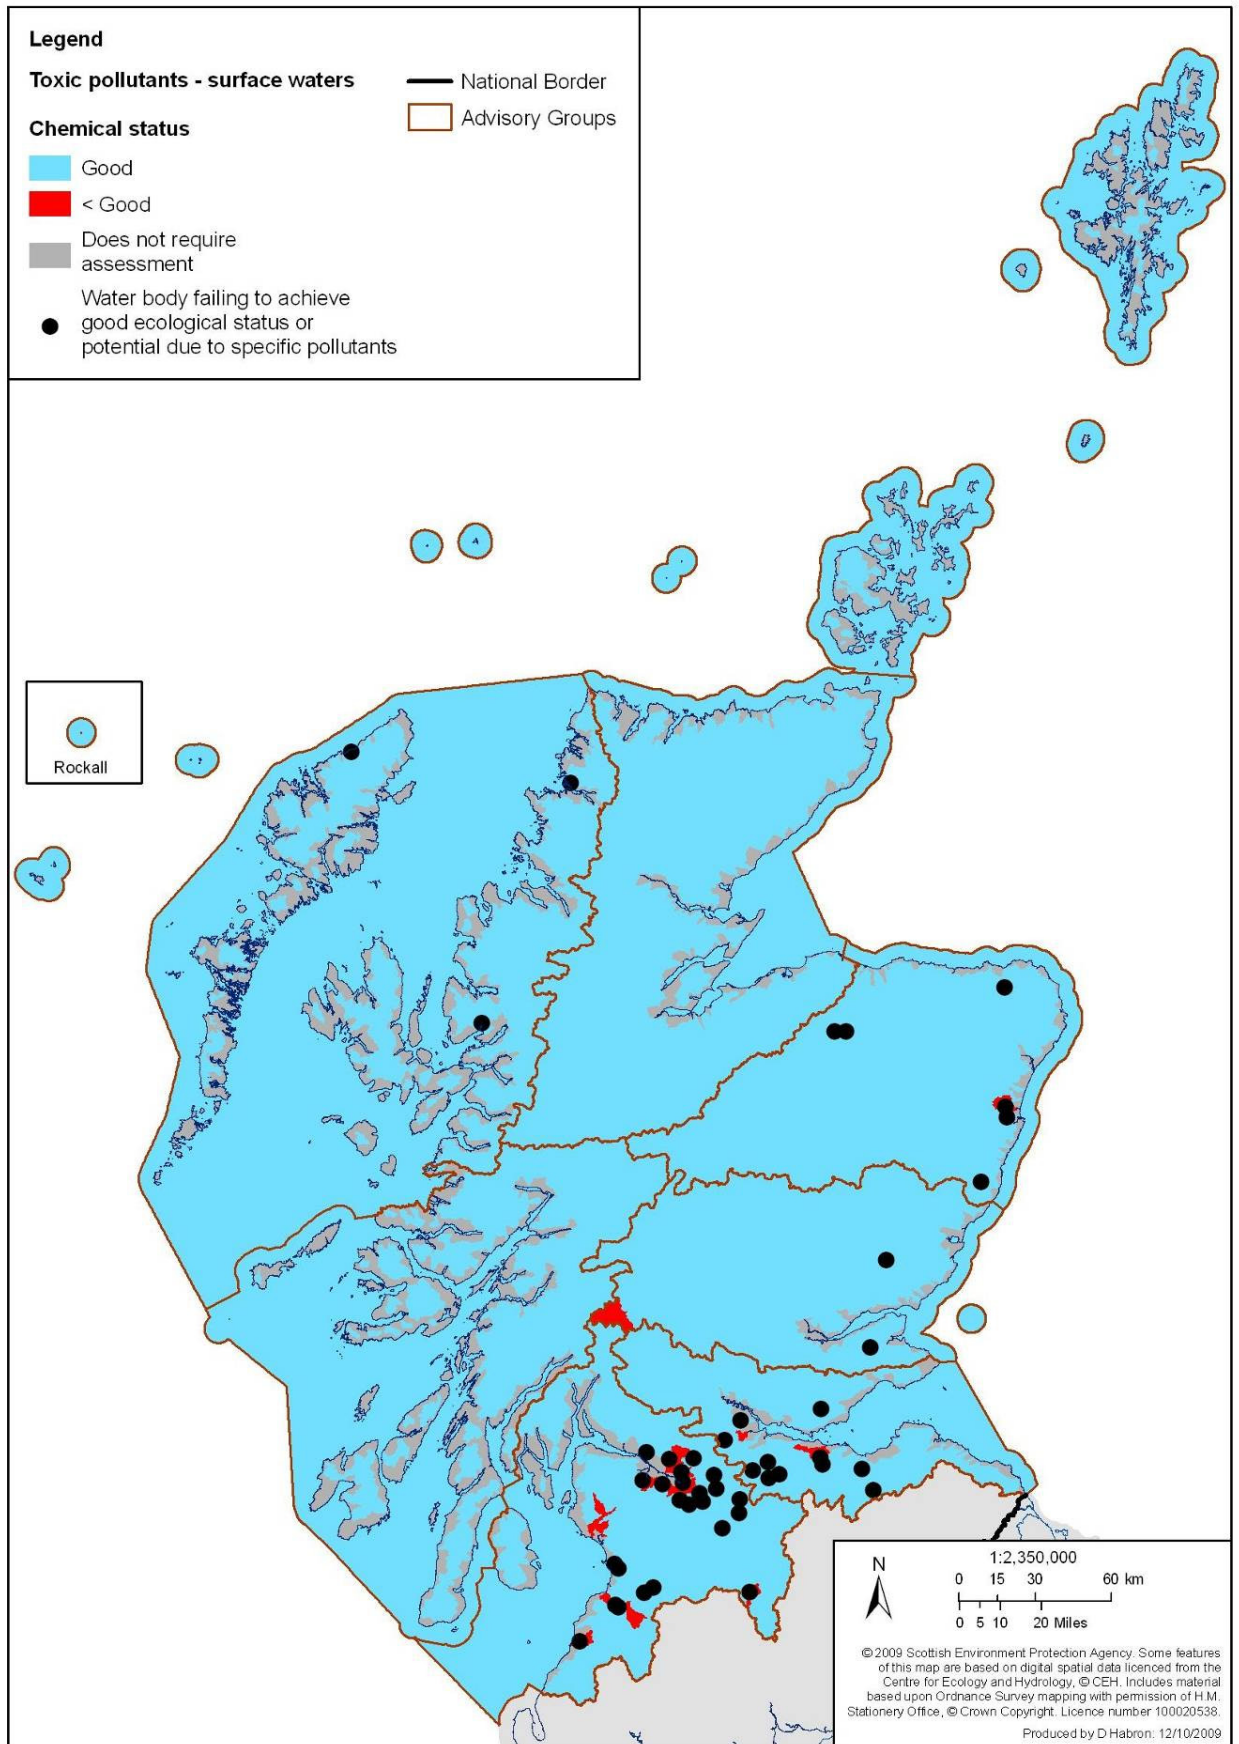 Legend
Toxic pollutants - surface waters
National Border
Advisory Groups
Chemical status
Good
< Good
Does not require
assessment
Water body failing to achieve
good ecological status or
potential due to specific pollutants
Rockall
N
1:2,350,000
0 15 30 60 km
0 5 10 20 Miles
© 2009 Scottish Environment Protection Agency. Some features
of this map are based on digital spatial data licenced from the
Centre for Ecology and Hydrology, © CEH. Includes material
based upon Ordnance Survey mapping with permission of H.M.
Stationery Office, © Crown Copyright. Licence number 100020538.
Produced by D Habron: 12/10/2009